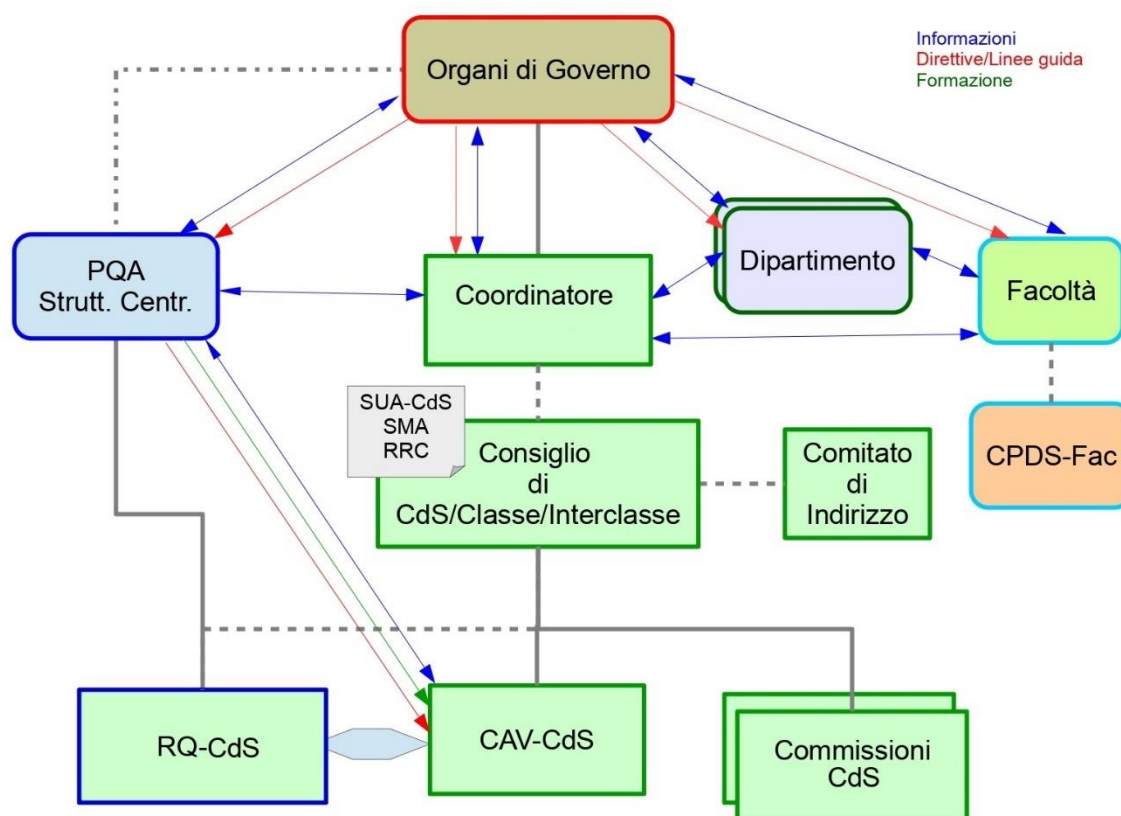 Organi di Governo
Informazioni
Direttive/Linee guida
Formazione
PQA
Strutt. Centr.
Coordinatore
Dipartimento
Facoltà
SUA-CdS
SMA
RRC
Consiglio
di
CdS/Classe/Interclasse
Comitato
di
Indirizzo
CPDS-Fac
RQ-CdS
CAV-CdS
Commissioni
CdS